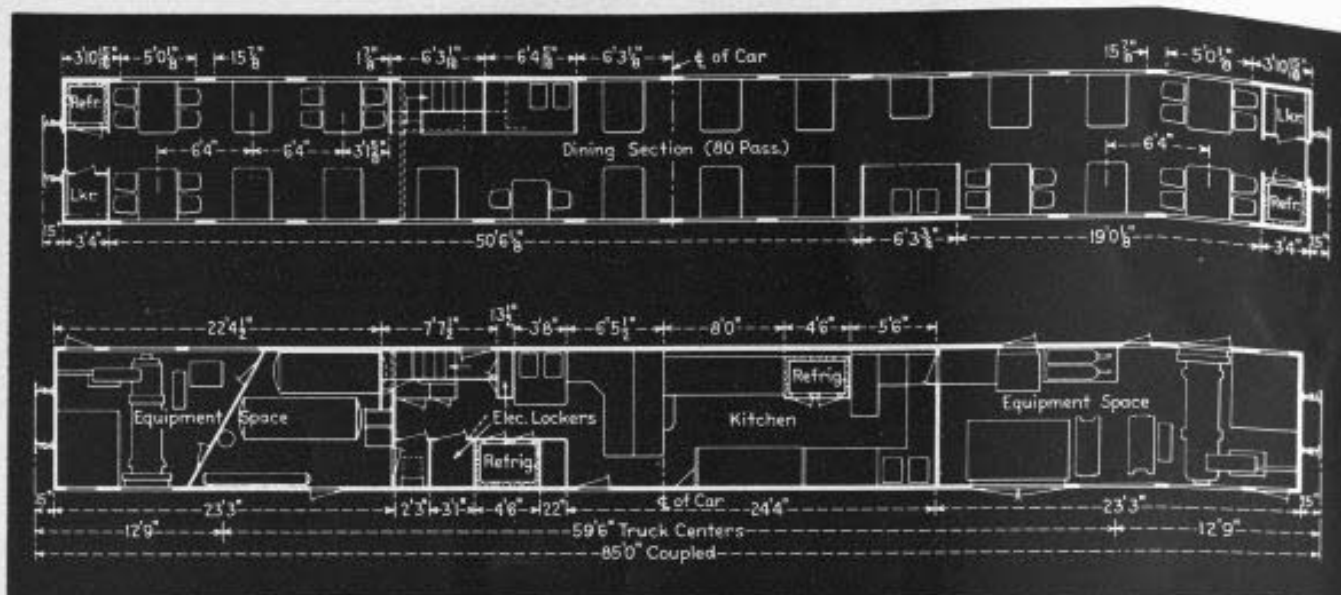 3'10 15/16" 5'0 1/8" 15 7/8" 1 7/8" 6'3 1/16" 6'4 5/8" 6'3 1/8" ℄ of Car 15 7/8" 5'0 1/8" 3'10 15/16"
Refr. Lkr.
6'4" 6'4" 3'1 5/8" Dining Section (80 Pass.) 6'4"
Lkr. Refr.
15" 3'4" 50'6 1/8" 6'3 3/8" 19'0 1/8" 3'4" 15"
22'4 1/2" 7'7 1/2" 13 1/2" 3'8" 6'5 1/2" 8'0" 4'6" 5'6"
Refrig.
Equipment Space Elec. Lockers Kitchen Equipment Space
Refrig.
℄ of Car
15" 23'3" 2'3" 3'1" 4'6" 22" 24'4" 23'3" 15"
12'9" 59'6" Truck Centers 12'9"
85'0" Coupled